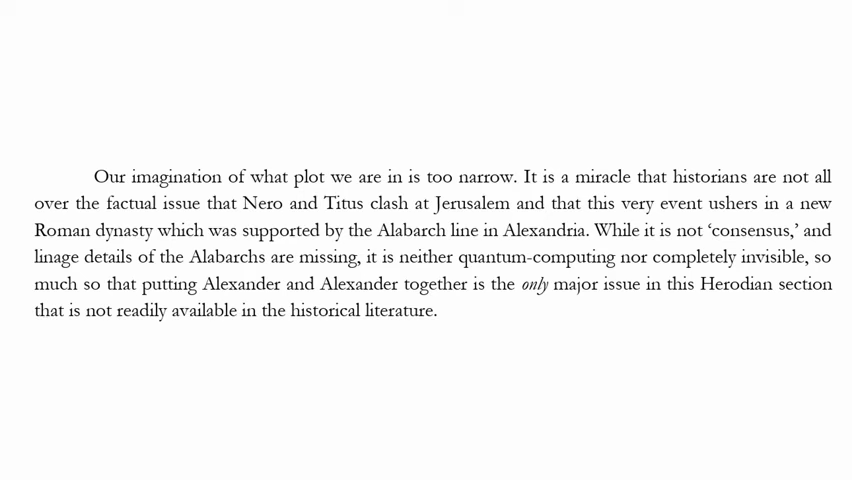 Our imagination of what plot we are in is too narrow. It is a miracle that historians are not all
over the factual issue that Nero and Titus clash at Jerusalem and that this very event ushers in a new
Roman dynasty which was supported by the Alabarch line in Alexandria. While it is not ‘consensus,’ and
linage details of the Alabarchs are missing, it is neither quantum-computing nor completely invisible, so
much so that putting Alexander and Alexander together is the only major issue in this Herodian section
that is not readily available in the historical literature.